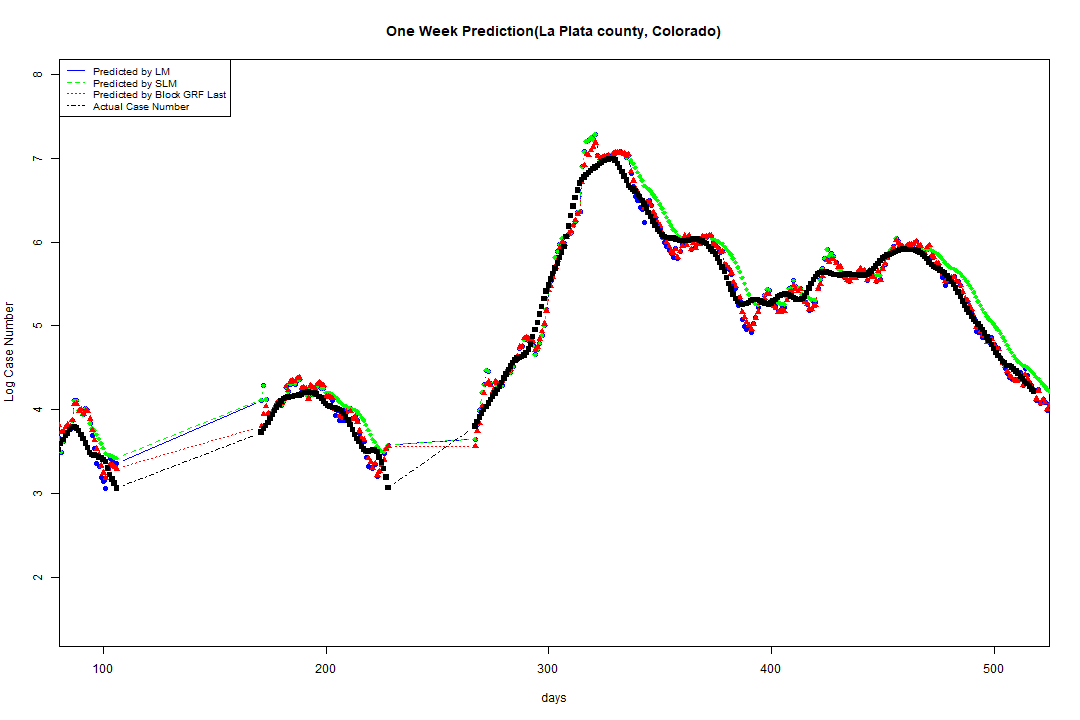 One Week Prediction(La Plata county, Colorado)
Predicted by LM
Predicted by SLM
Predicted by Block GRF Last
Actual Case Number
8
7
6
5
4
3
2
Log Case Number
100 200 300 400 500
days